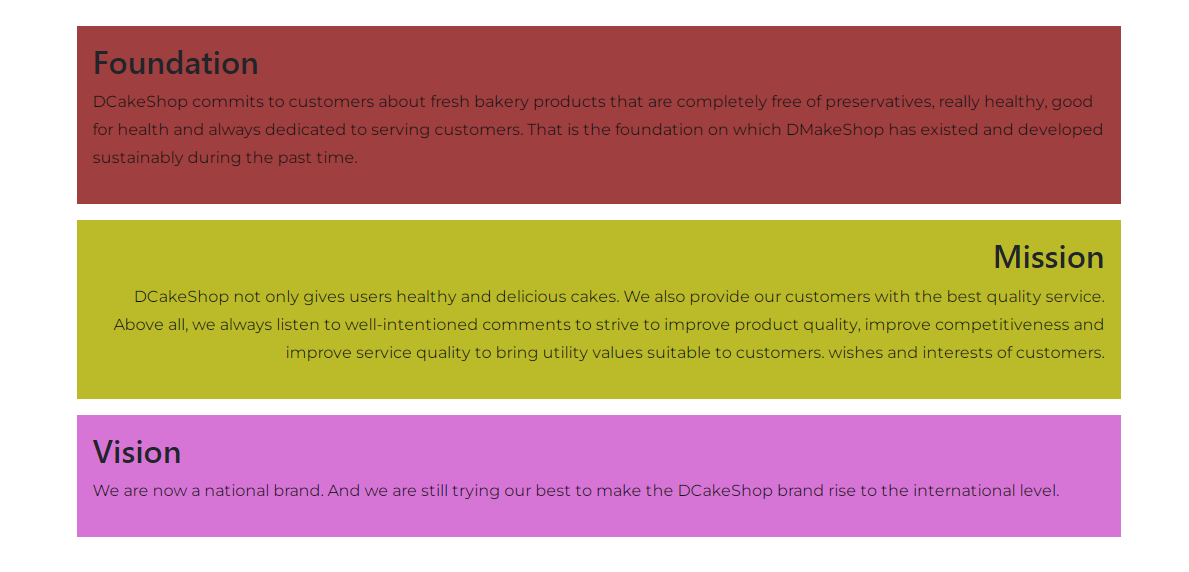 Foundation
DCakeShop commits to customers about fresh bakery products that are completely free of preservatives, really healthy, good
for health and always dedicated to serving customers. That is the foundation on which DMakeShop has existed and developed
sustainably during the past time.
Mission
DCakeShop not only gives users healthy and delicious cakes. We also provide our customers with the best quality service.
Above all, we always listen to well-intentioned comments to strive to improve product quality, improve competitiveness and
improve service quality to bring utility values suitable to customers. wishes and interests of customers.
Vision
We are now a national brand. And we are still trying our best to make the DCakeShop brand rise to the international level.